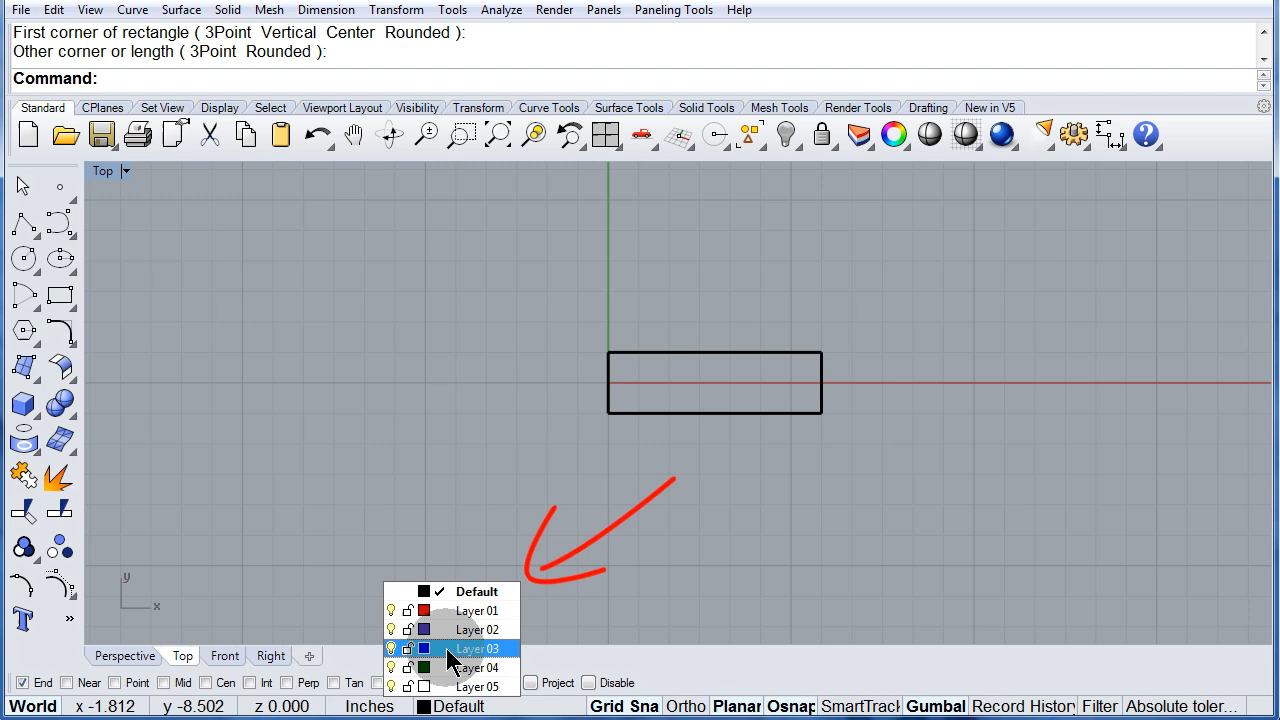 File Edit View Curve Surface Solid Mesh Dimension Transform Tools Analyze Render Panels Paneling Tools Help
First corner of rectangle ( 3Point Vertical Center Rounded ):
Other corner or length ( 3Point Rounded ):
Command:
Standard CPlanes Set View Display Select Viewport Layout Visibility Transform Curve Tools Surface Tools Solid Tools Mesh Tools Render Tools Drafting New in V5
Top
y
x
Default
Layer 01
Layer 02
Layer 03
Layer 04
Layer 05
Perspective Top Front Right
End Near Point Mid Cen Int Perp Tan Project Disable
World x -1.812 y -8.502 z 0.000 Inches Default Grid Sna Ortho Planar Osnap SmartTrack Gumbal Record History Filter Absolute toler...